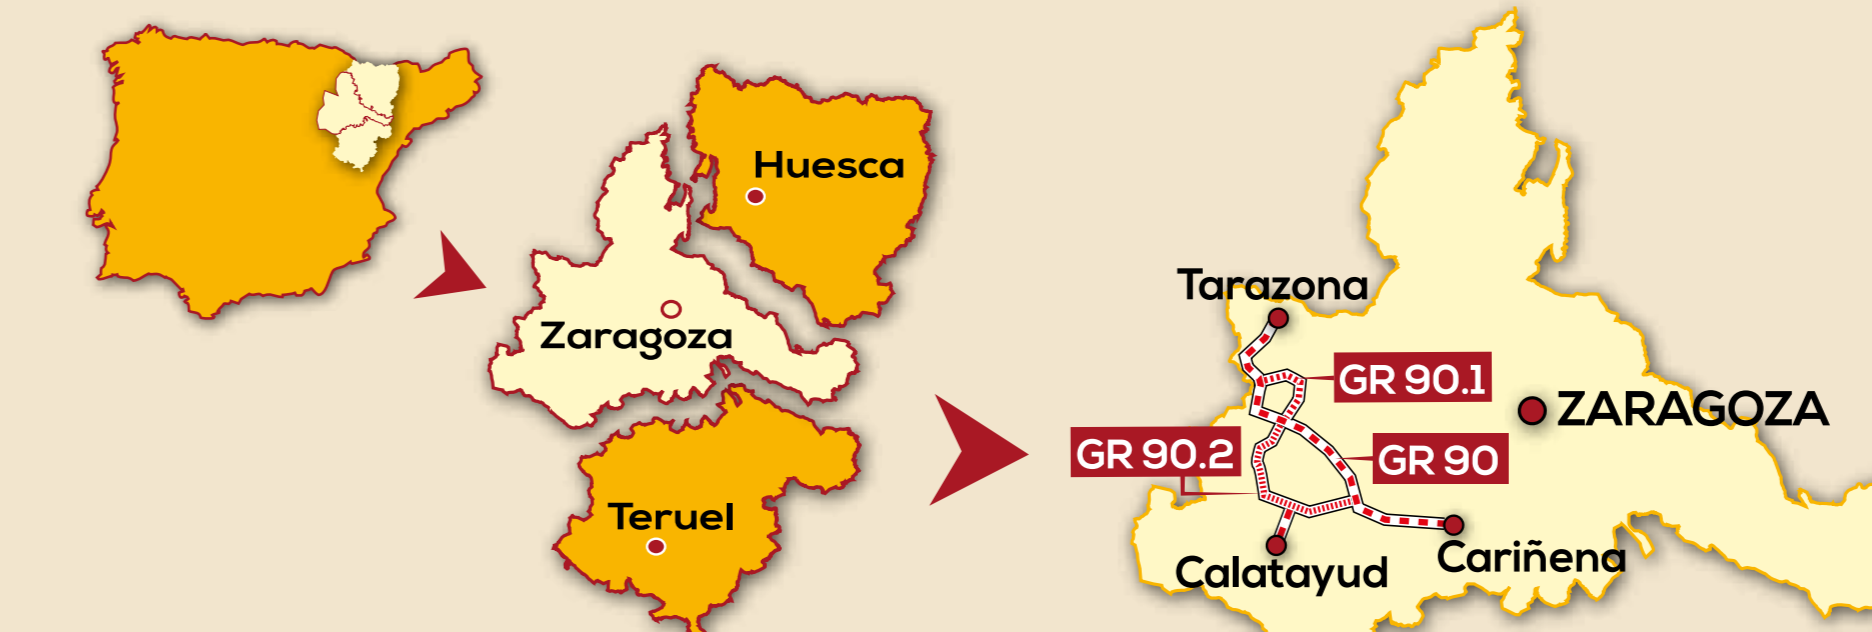 Huesca
Zaragoza
Teruel
Tarazona
GR 90.1
ZARAGOZA
GR 90.2
GR 90
Calatayud
Cariñena